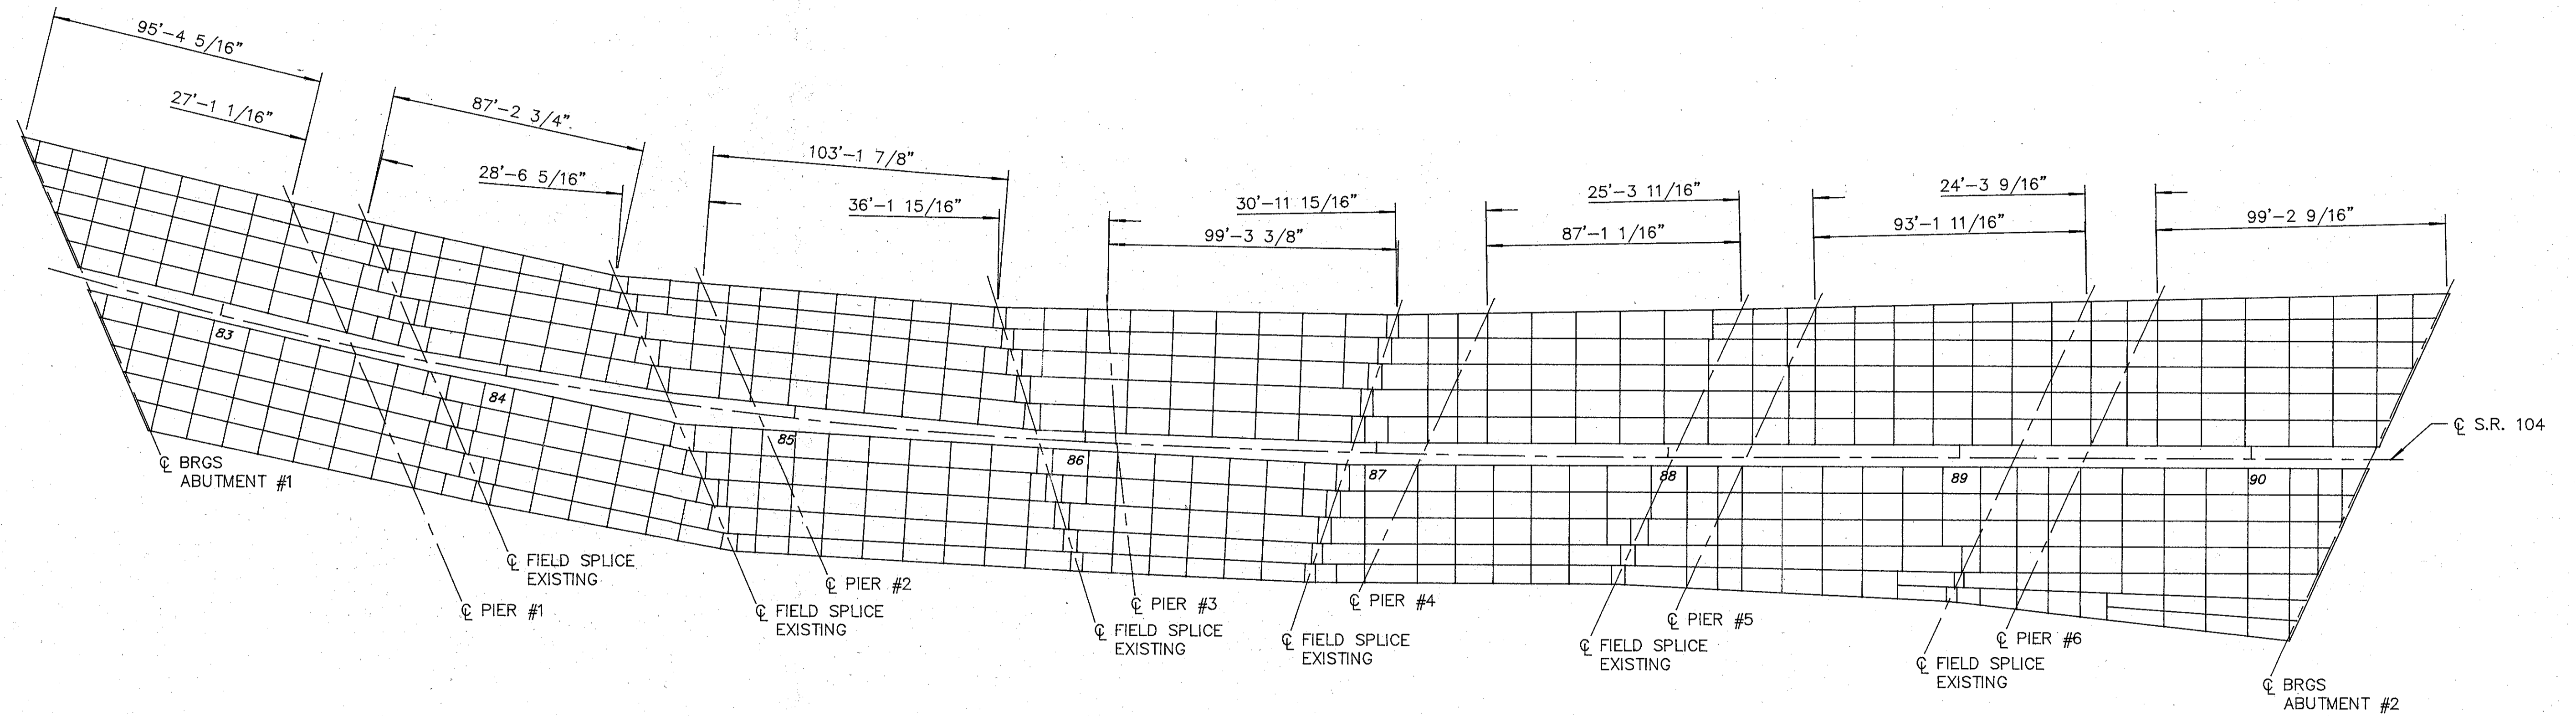 95'-4 5/16"
27'-1 1/16"
87'-2 3/4"
28'-6 5/16"
103'-1 7/8"
36'-1 15/16"
30'-11 15/16"
99'-3 3/8"
25'-3 11/16"
87'-1 1/16"
24'-3 9/16"
93'-1 11/16"
99'-2 9/16"
83
84
85
86
87
88
89
90
℄ S.R. 104
℄ BRGS
ABUTMENT #1
℄ PIER #1
℄ FIELD SPLICE
EXISTING
℄ FIELD SPLICE
EXISTING
℄ PIER #2
℄ FIELD SPLICE
EXISTING
℄ PIER #3
℄ FIELD SPLICE
EXISTING
℄ PIER #4
℄ FIELD SPLICE
EXISTING
℄ PIER #5
℄ FIELD SPLICE
EXISTING
℄ PIER #6
℄ BRGS
ABUTMENT #2